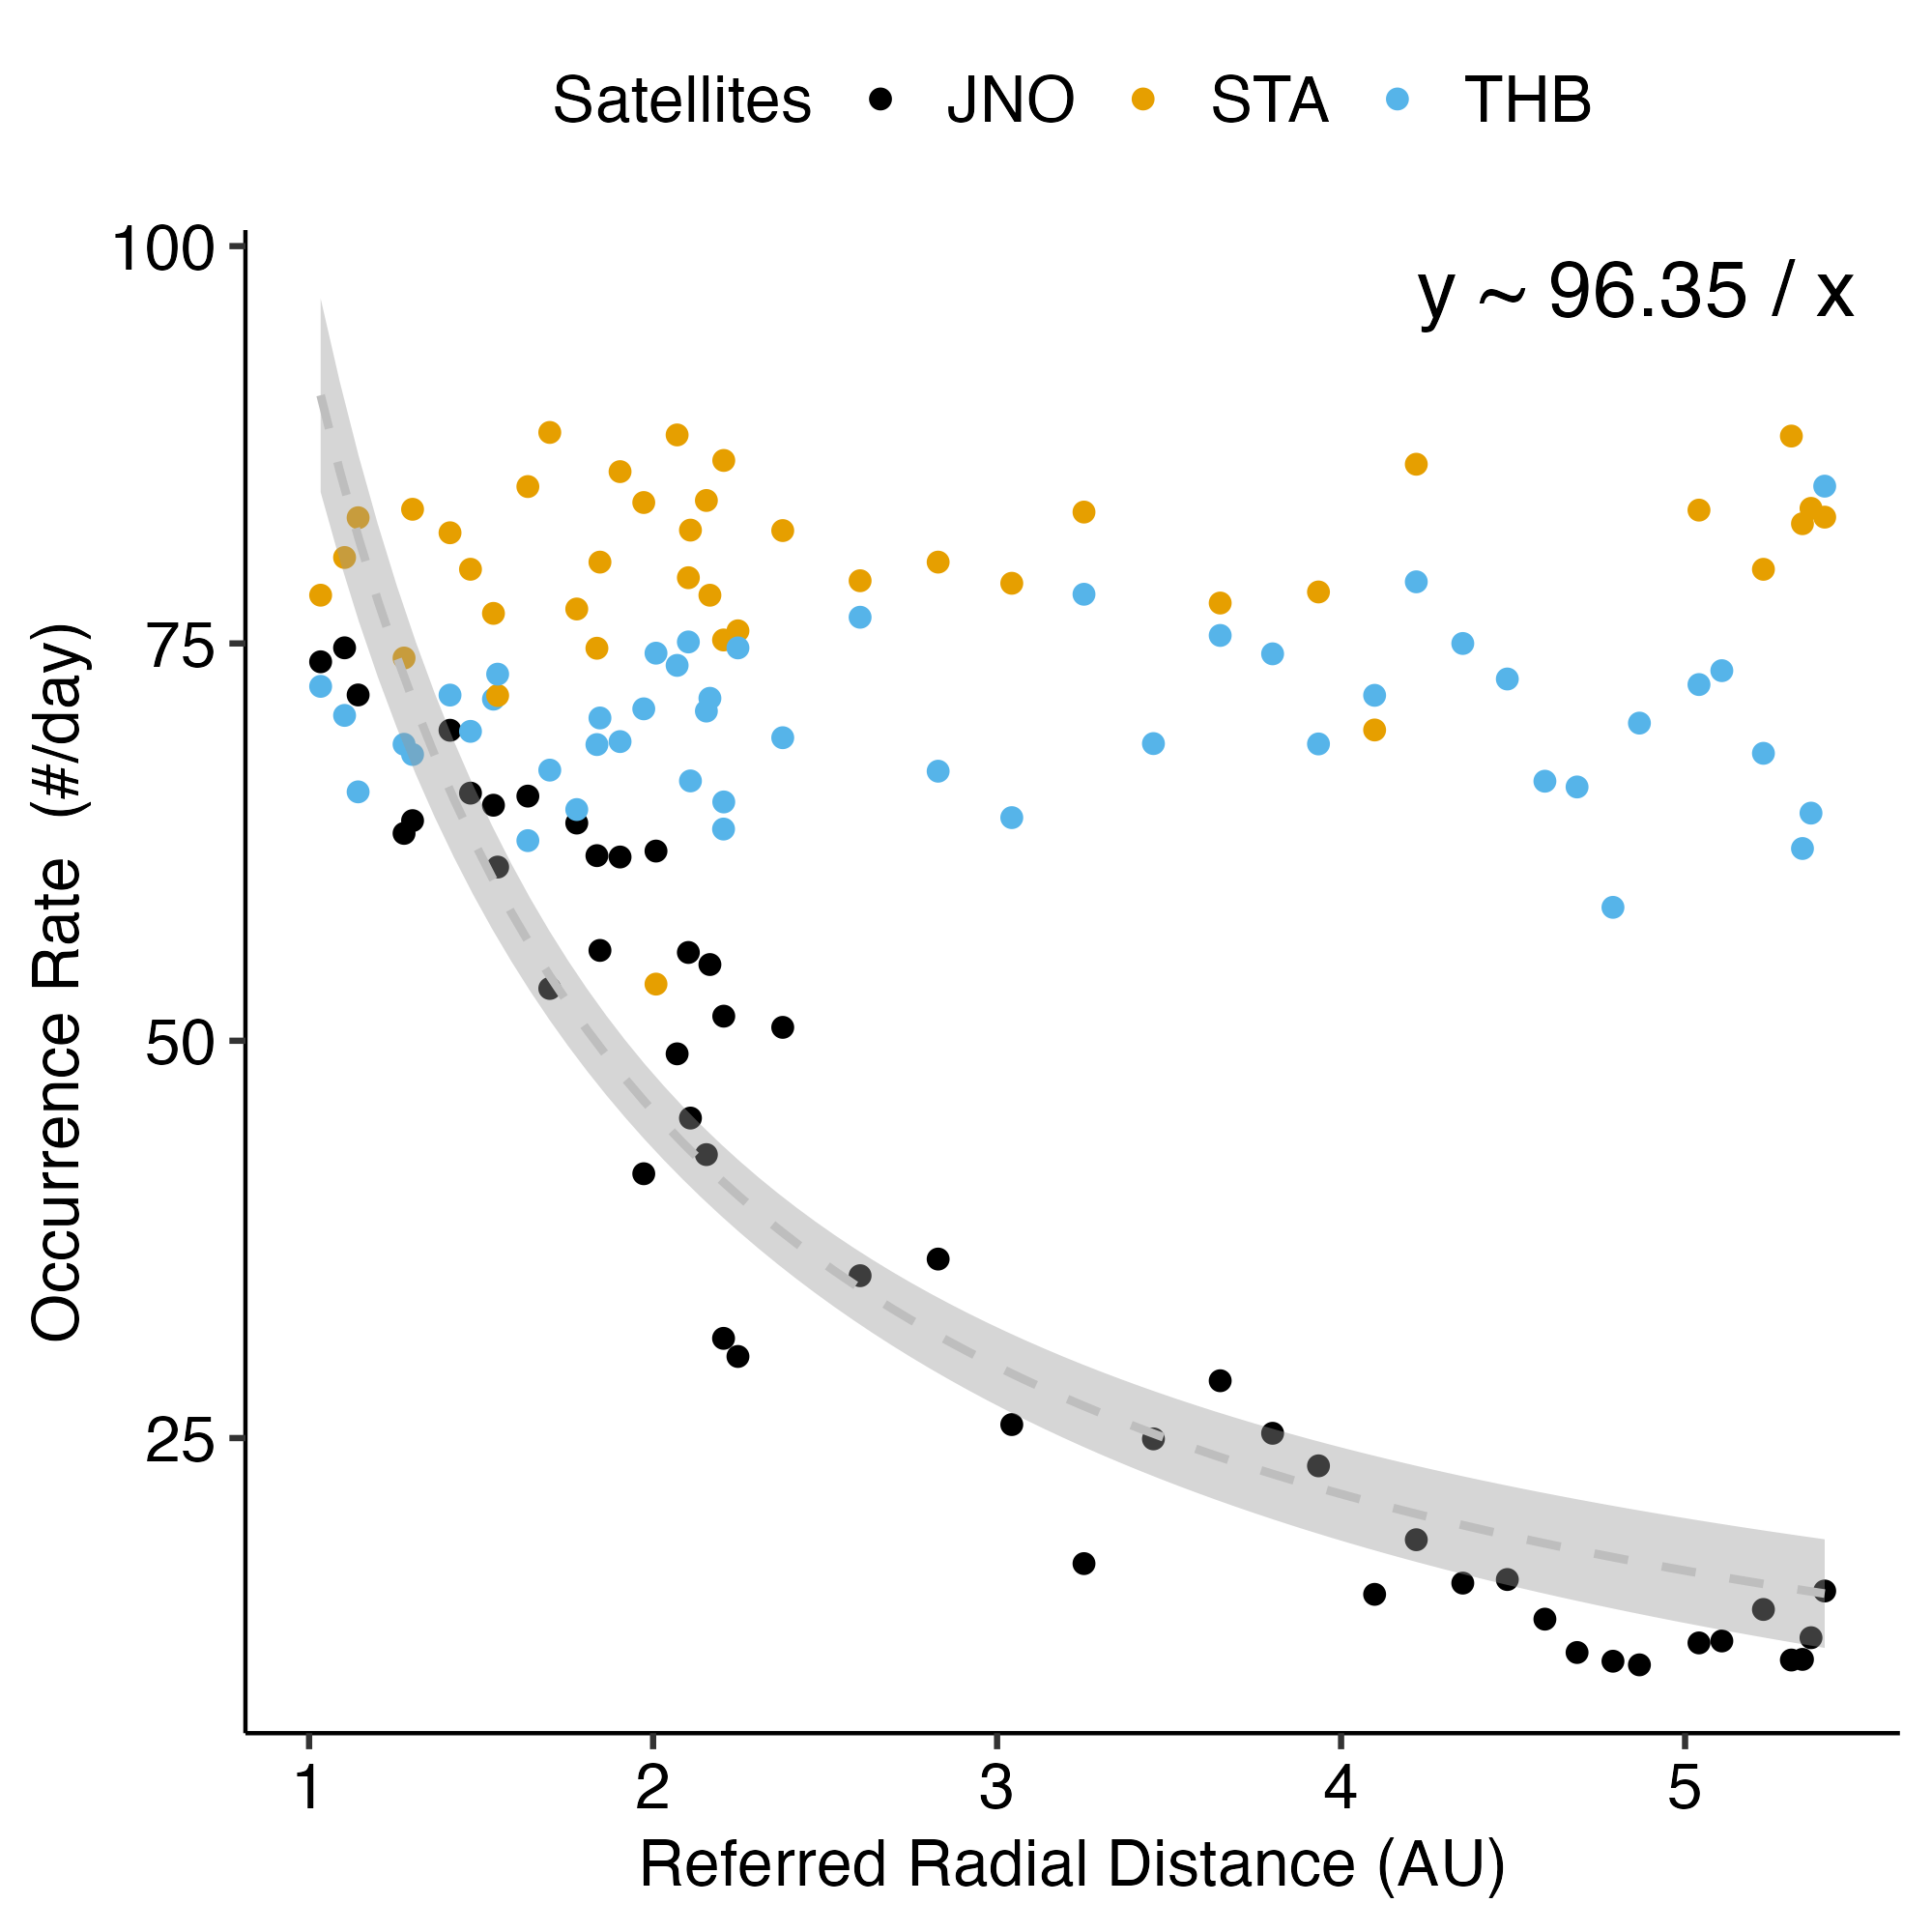 Satellites JNO STA THB
y ~ 96.35 / x
100
75
50
25
Occurrence Rate (#/day)
1 2 3 4 5
Referred Radial Distance (AU)